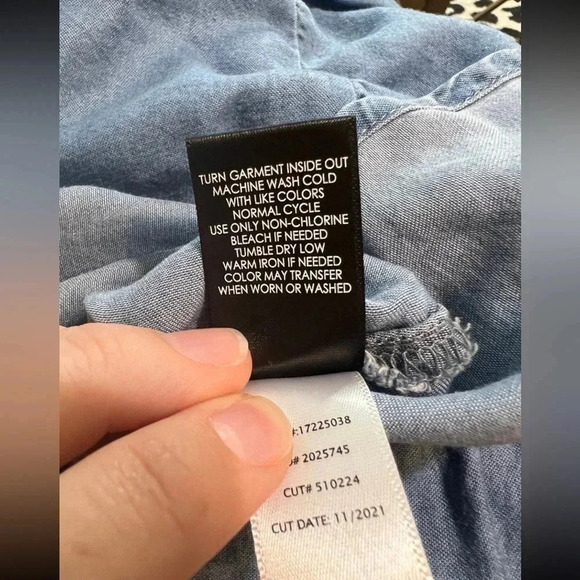 TURN GARMENT INSIDE OUT
MACHINE WASH COLD
WITH LIKE COLORS
NORMAL CYCLE
USE ONLY NON-CHLORINE
BLEACH IF NEEDED
TUMBLE DRY LOW
WARM IRON IF NEEDED
COLOR MAY TRANSFER
WHEN WORN OR WASHED
#:17225038
# 2025745
CUT# 510224
CUT DATE: 11/2021